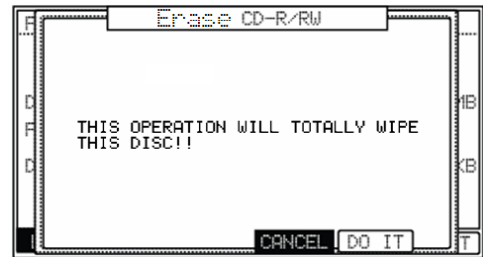 Erase CD-R/RW
THIS OPERATION WILL TOTALLY WIPE
THIS DISC!!
CANCEL DO IT